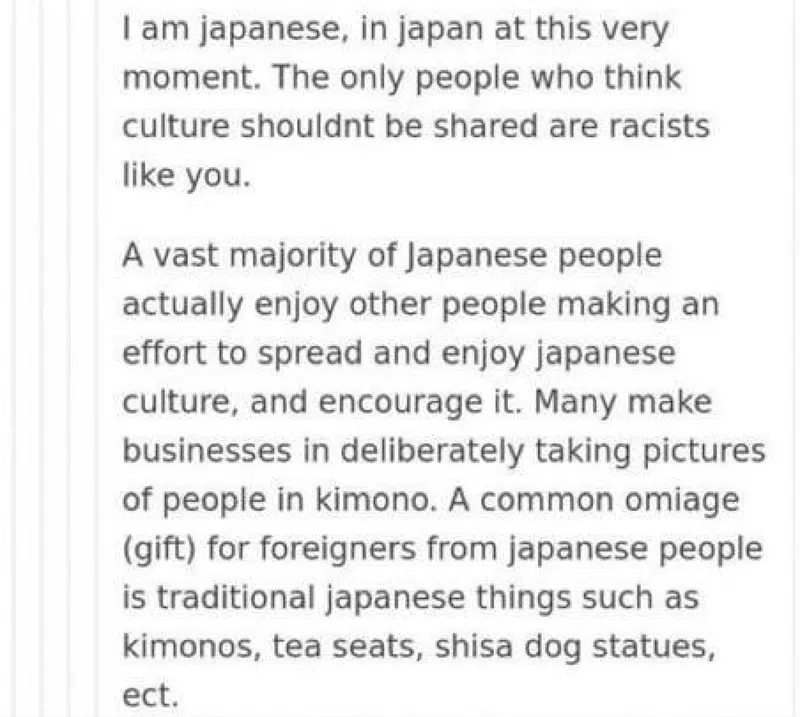 I am japanese, in japan at this very
moment. The only people who think
culture shouldnt be shared are racists
like you.
A vast majority of Japanese people
actually enjoy other people making an
effort to spread and enjoy japanese
culture, and encourage it. Many make
businesses in deliberately taking pictures
of people in kimono. A common omiage
(gift) for foreigners from japanese people
is traditional japanese things such as
kimonos, tea seats, shisa dog statues,
ect.